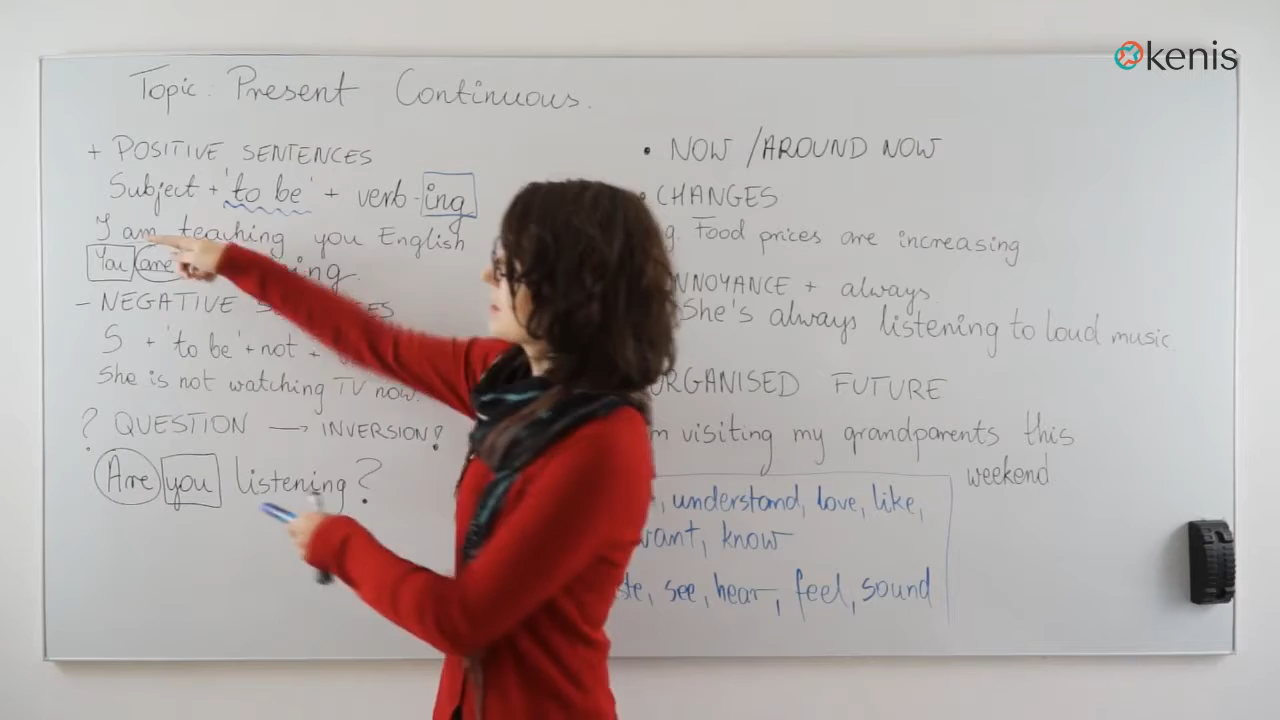 kenis
Topic: Present Continuous.
+ POSITIVE SENTENCES
Subject + 'to be' + verb-ing
I am teaching you English
You are
- NEGATIVE
S + 'to be' + not +
She is not watching TV now.
? QUESTION → INVERSION!
Are you listening?
• NOW / AROUND NOW
• CHANGES
Food prices are increasing
+ always
She's always listening to loud music.
FUTURE
visiting my grandparents this
weekend
understand, love, like,
know
see, hear, feel, sound